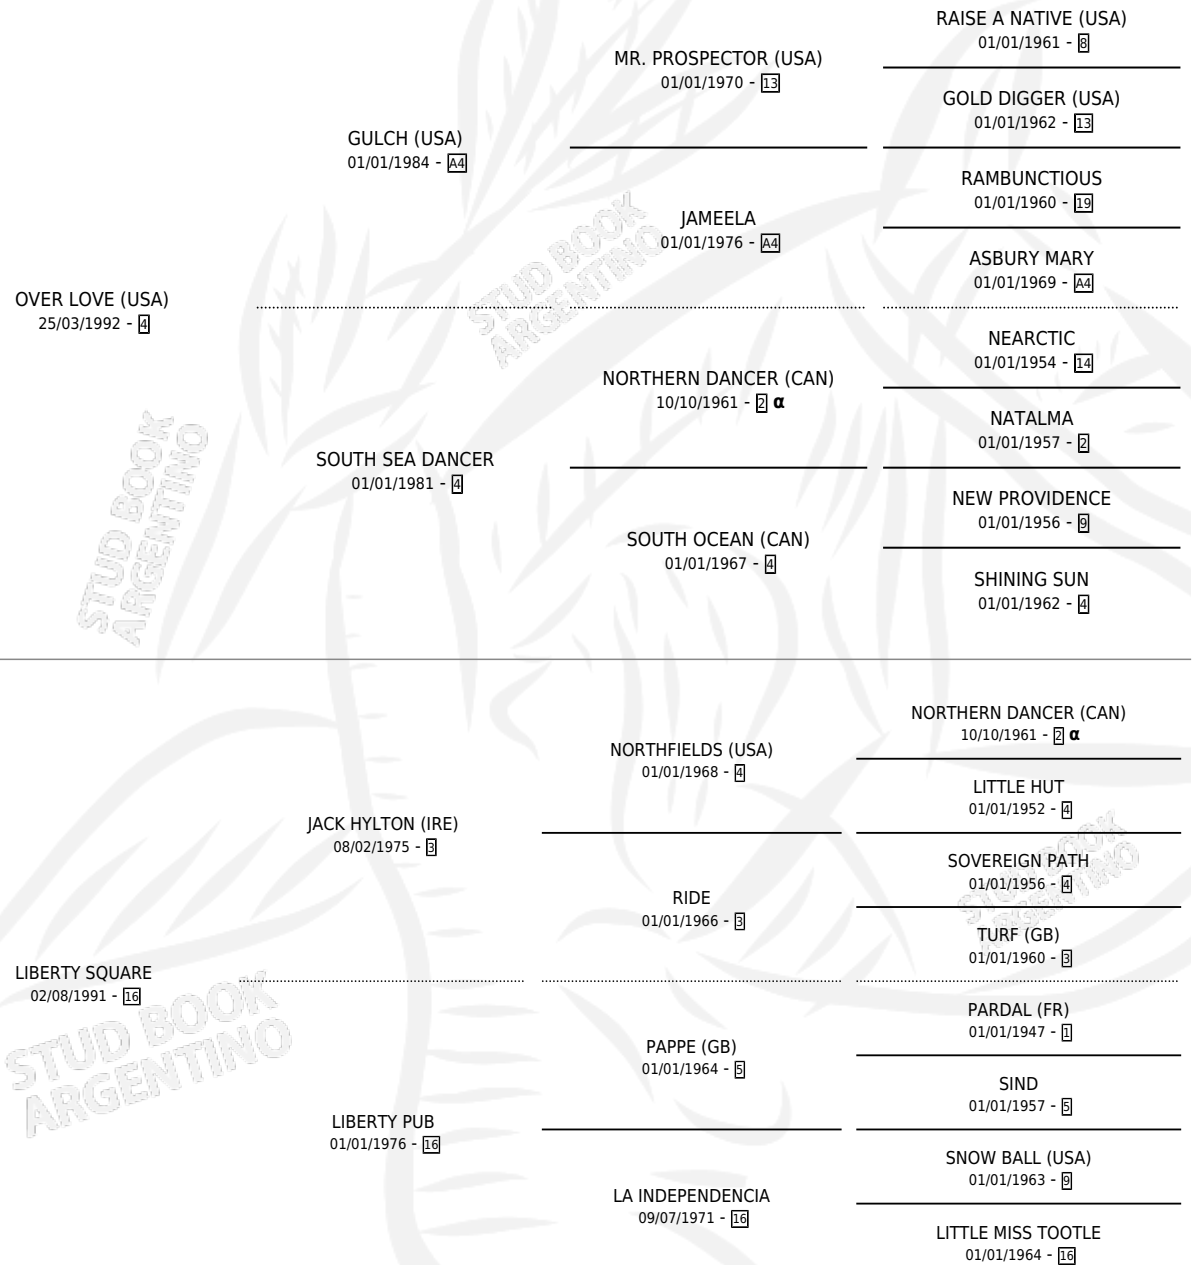 RAISE A NATIVE (USA)
01/01/1961 - 8
MR. PROSPECTOR (USA)
01/01/1970 - 13
GOLD DIGGER (USA)
01/01/1962 - 13
GULCH (USA)
01/01/1984 - A4
RAMBUNCTIOUS
01/01/1960 - 19
JAMEELA
01/01/1976 - A4
ASBURY MARY
01/01/1969 - A4
OVER LOVE (USA)
25/03/1992 - 4
NEARCTIC
01/01/1954 - 14
NORTHERN DANCER (CAN)
10/10/1961 - 2 α
NATALMA
01/01/1957 - 2
SOUTH SEA DANCER
01/01/1981 - 4
NEW PROVIDENCE
01/01/1956 - 9
SOUTH OCEAN (CAN)
01/01/1967 - 4
SHINING SUN
01/01/1962 - 4
NORTHERN DANCER (CAN)
10/10/1961 - 2 α
NORTHFIELDS (USA)
01/01/1968 - 4
LITTLE HUT
01/01/1952 - 4
JACK HYLTON (IRE)
08/02/1975 - 3
SOVEREIGN PATH
01/01/1956 - 4
RIDE
01/01/1966 - 3
TURF (GB)
01/01/1960 - 3
LIBERTY SQUARE
02/08/1991 - 16
PARDAL (FR)
01/01/1947 - 1
PAPPE (GB)
01/01/1964 - 5
SIND
01/01/1957 - 5
LIBERTY PUB
01/01/1976 - 16
SNOW BALL (USA)
01/01/1963 - 9
LA INDEPENDENCIA
09/07/1971 - 16
LITTLE MISS TOOTLE
01/01/1964 - 16
STUD BOOK
ARGENTINO
STUD BOOK
ARGENTINO
STUD BOOK
ARGENTINO
STUD BOOK
ARGENTINO